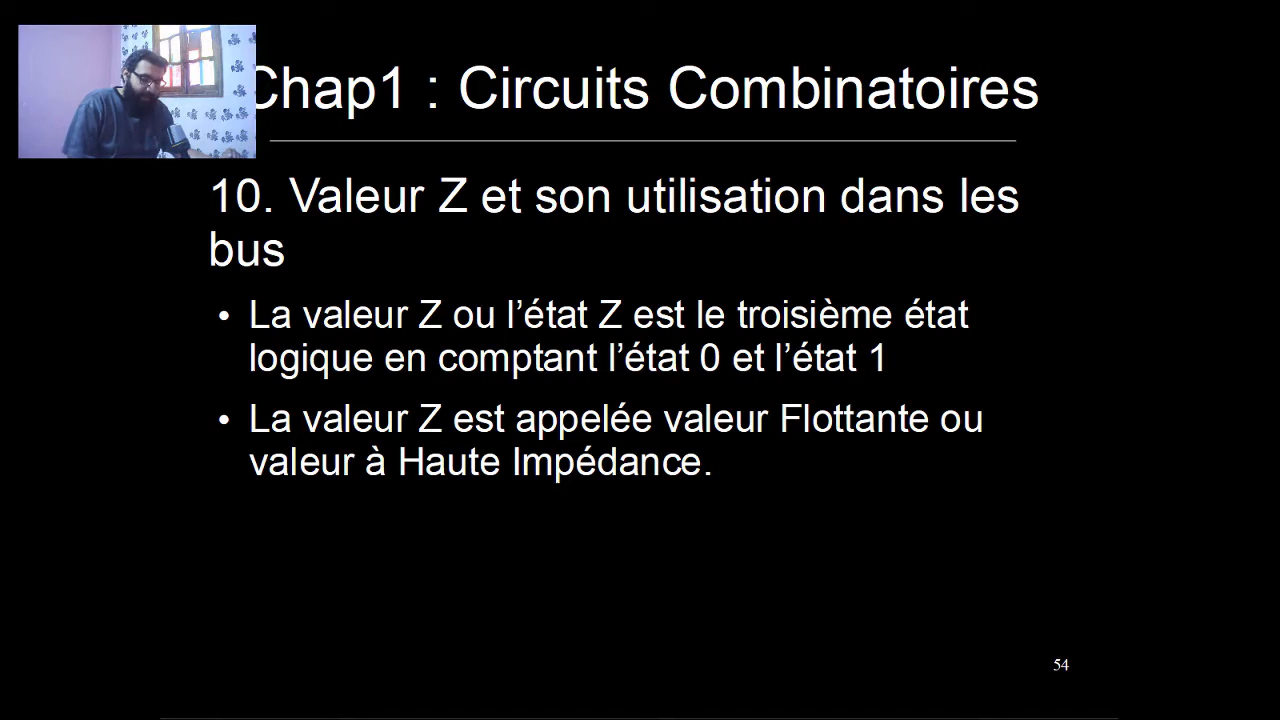 Chap1 : Circuits Combinatoires
10. Valeur Z et son utilisation dans les
bus
• La valeur Z ou l’état Z est le troisième état
logique en comptant l’état 0 et l’état 1
• La valeur Z est appelée valeur Flottante ou
valeur à Haute Impédance.
54